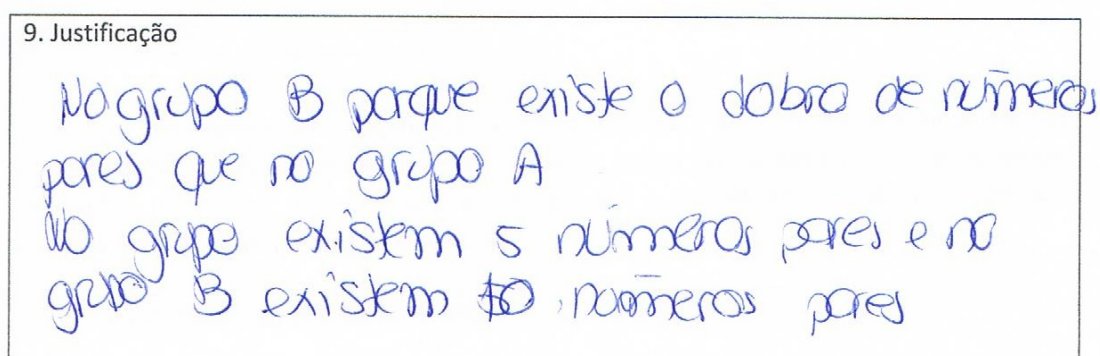 9. Justificação
No grupo B porque existe o dobro de números
pares que no grupo A
No grupo existem 5 números pares e no
grupo B existem 10 números pares